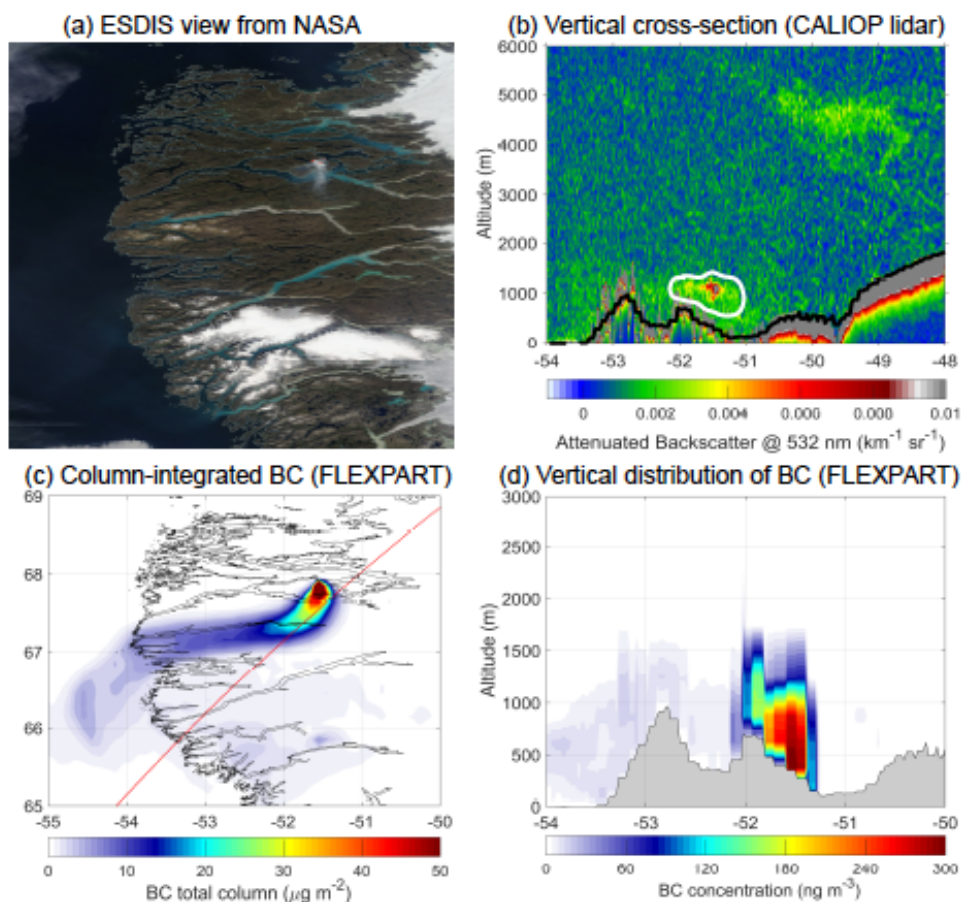 (a) ESDIS view from NASA
(b) Vertical cross-section (CALIOP lidar)
6000
5000
4000
3000
2000
1000
0
Altitude (m)
-54 -53 -52 -51 -50 -49 -48
0 0.002 0.004 0.006 0.000 0.01
Attenuated Backscatter @ 532 nm (km⁻¹ sr⁻¹)
(c) Column-integrated BC (FLEXPART)
69
68
67
66
65
-55 -54 -53 -52 -51 -50
0 10 20 30 40 50
BC total column (μg m⁻²)
(d) Vertical distribution of BC (FLEXPART)
3000
2500
2000
1500
1000
500
0
Altitude (m)
-54 -53 -52 -51 -50
0 60 120 180 240 300
BC concentration (ng m⁻³)